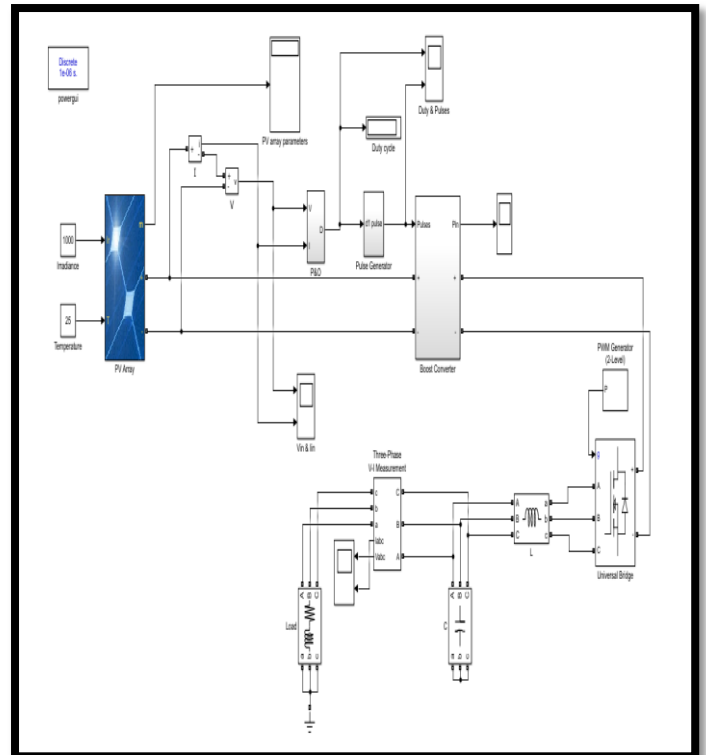 Discrete
1e-06 s.
powergui
PV array parameters
Duty & Pulses
Duty cycle
+
i
-
I
+
-
v
V
1000
Irradiance
25
Temperature
m
PV Array
V
I
D
P&O
d1 pulse
Pulse Generator
Pulses
Pin
+
+
-
-
Boost Converter
Vin & Iin
PWM Generator
(2-Level)
P
Three-Phase
V-I Measurement
c
C
b
a
B
Iabc
Vabc
A
A
a
B
b
C
c
L
g
+
A
B
-
C
Universal Bridge
Load
A B C
a b c
C
A B C
a b c